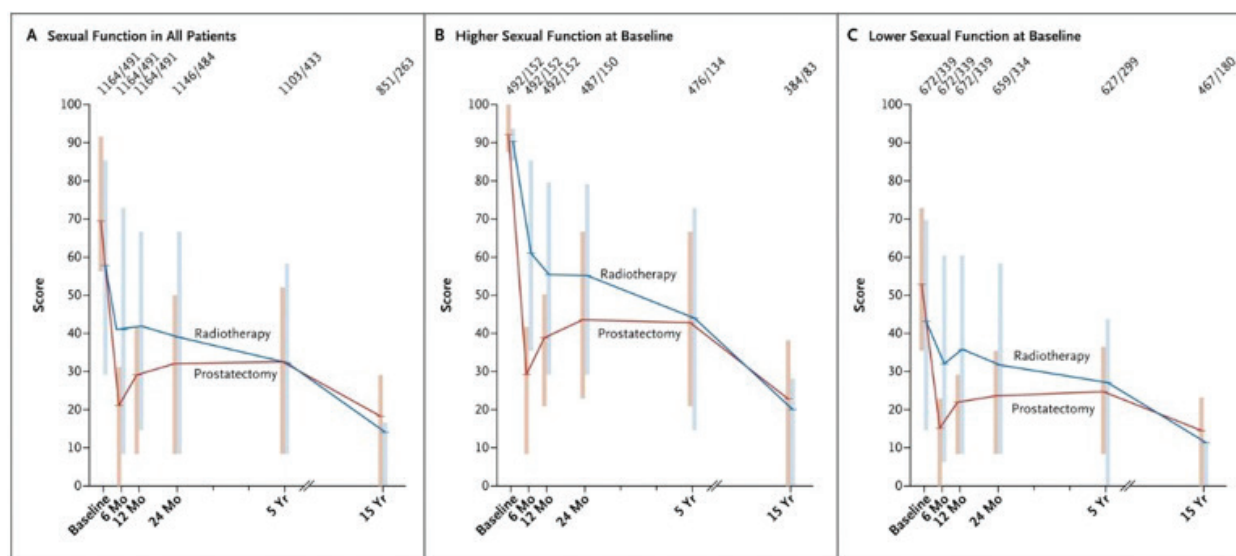 A Sexual Function in All Patients
1164/491
1164/491
1164/491
1146/484
1103/433
851/263
100
90
80
70
60
50
40
30
20
10
0
Score
Radiotherapy
Prostatectomy
Baseline
6 Mo
12 Mo
24 Mo
5 Yr
15 Yr
B Higher Sexual Function at Baseline
492/152
492/152
492/152
487/150
476/134
384/83
100
90
80
70
60
50
40
30
20
10
0
Score
Radiotherapy
Prostatectomy
Baseline
6 Mo
12 Mo
24 Mo
5 Yr
15 Yr
C Lower Sexual Function at Baseline
672/339
672/339
672/339
659/334
627/299
467/180
100
90
80
70
60
50
40
30
20
10
0
Score
Radiotherapy
Prostatectomy
Baseline
6 Mo
12 Mo
24 Mo
5 Yr
15 Yr